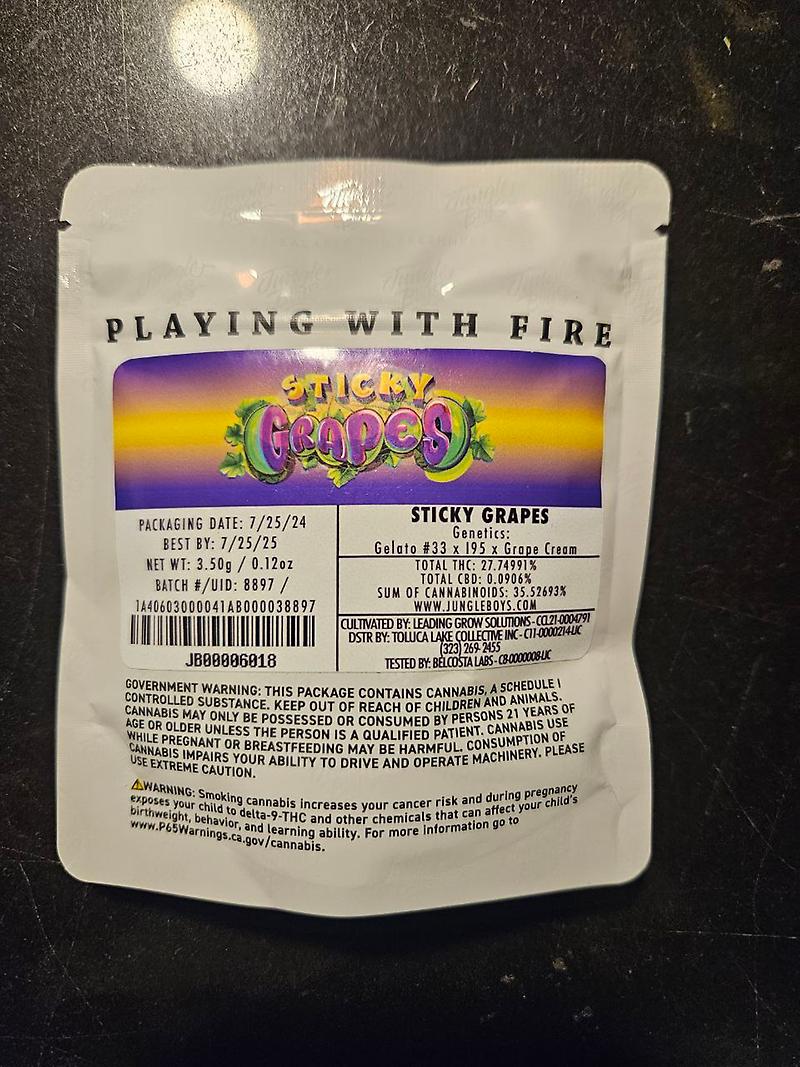 Jungle Boys
PLAYING WITH FIRE
STICKY
GRAPES
PACKAGING DATE: 7/25/24
BEST BY: 7/25/25
NET WT: 3.50g / 0.12oz
BATCH #/UID: 8897 /
1A40603000041AB000038897
JB00006018
STICKY GRAPES
Genetics:
Gelato #33 x I95 x Grape Cream
TOTAL THC: 27.74991%
TOTAL CBD: 0.0906%
SUM OF CANNABINOIDS: 35.52693%
WWW.JUNGLEBOYS.COM
CULTIVATED BY: LEADING GROW SOLUTIONS - CCL21-0004791
DSTR BY: TOLUCA LAKE COLLECTIVE INC - C11-0000214-LIC
(323) 269-2455
TESTED BY: BELCOSTA LABS - C8-0000008-LIC
GOVERNMENT WARNING: THIS PACKAGE CONTAINS CANNABIS, A SCHEDULE I
CONTROLLED SUBSTANCE. KEEP OUT OF REACH OF CHILDREN AND ANIMALS.
CANNABIS MAY ONLY BE POSSESSED OR CONSUMED BY PERSONS 21 YEARS OF
AGE OR OLDER UNLESS THE PERSON IS A QUALIFIED PATIENT. CANNABIS USE
WHILE PREGNANT OR BREASTFEEDING MAY BE HARMFUL. CONSUMPTION OF
CANNABIS IMPAIRS YOUR ABILITY TO DRIVE AND OPERATE MACHINERY. PLEASE
USE EXTREME CAUTION.
WARNING: Smoking cannabis increases your cancer risk and during pregnancy
exposes your child to delta-9-THC and other chemicals that can affect your child's
birthweight, behavior, and learning ability. For more information go to
www.P65Warnings.ca.gov/cannabis.